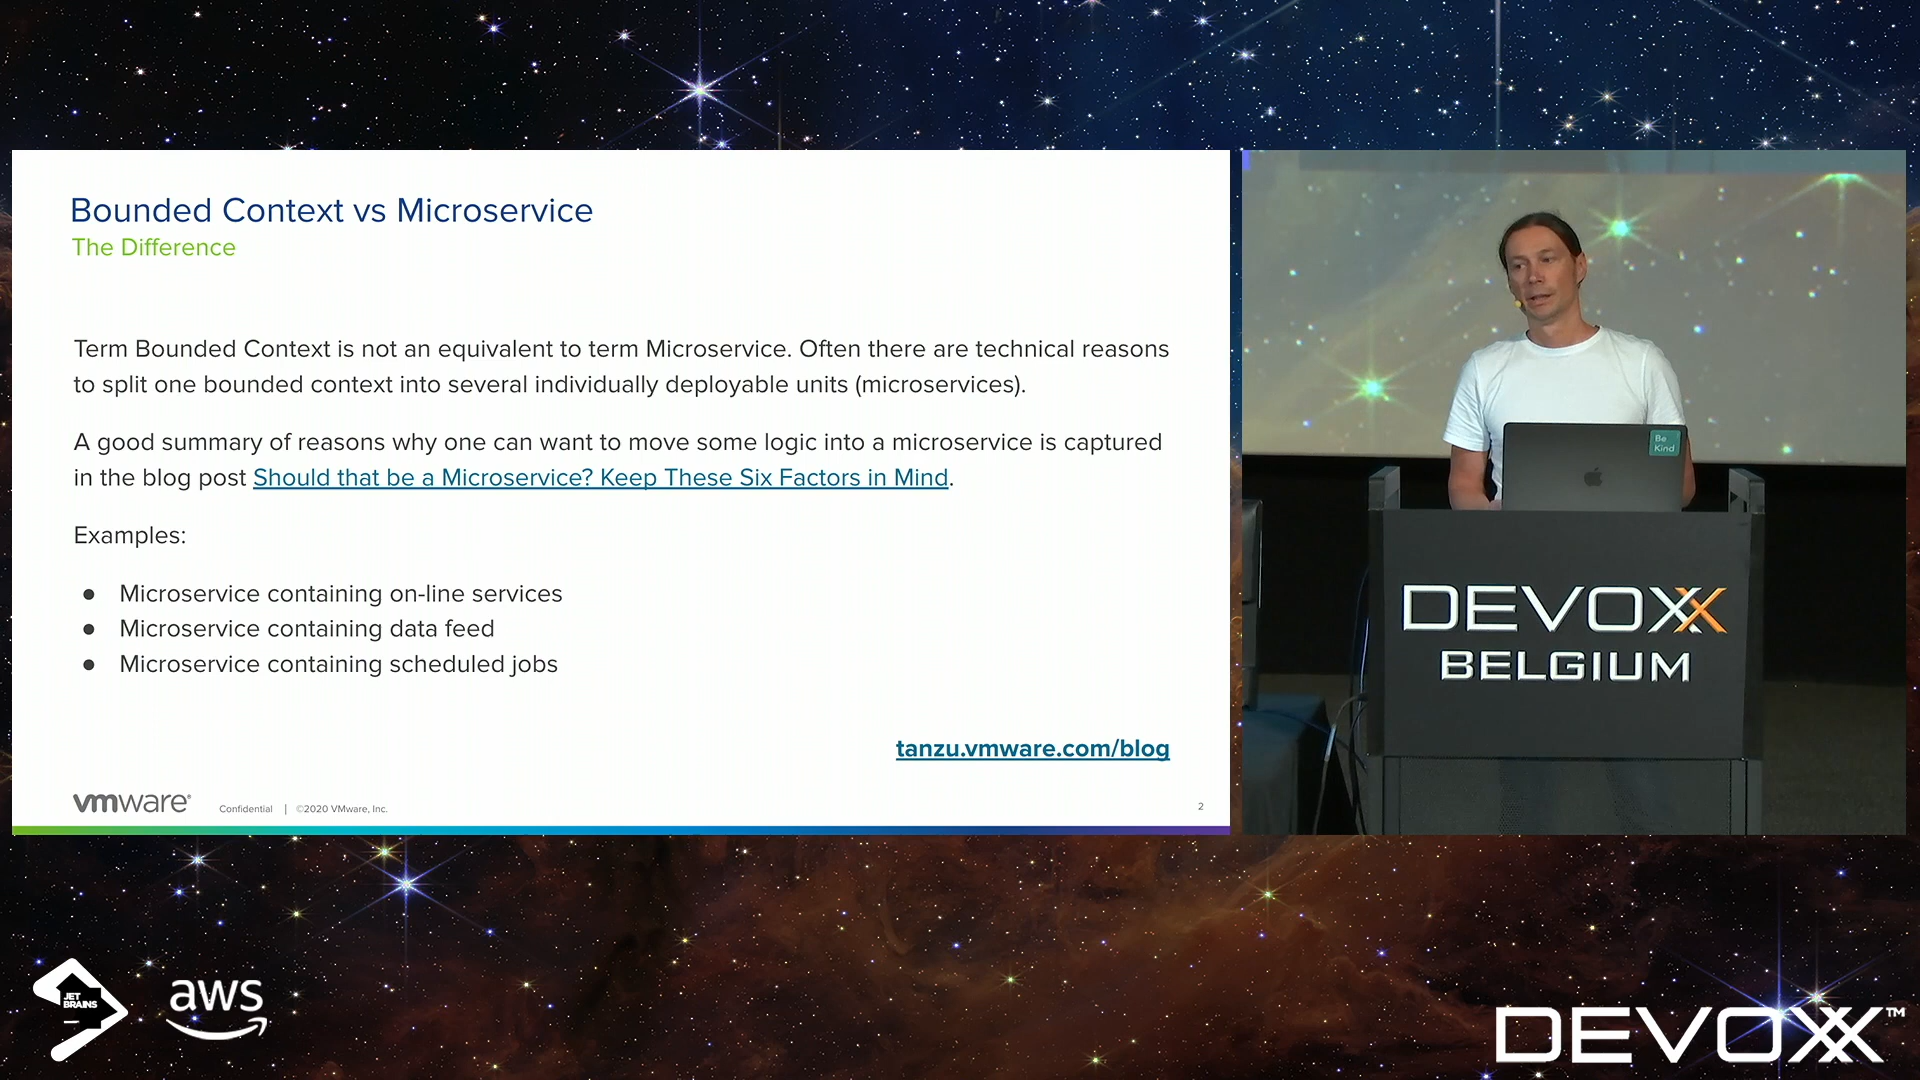 Bounded Context vs Microservice
The Difference
Term Bounded Context is not an equivalent to term Microservice. Often there are technical reasons
to split one bounded context into several individually deployable units (microservices).
A good summary of reasons why one can want to move some logic into a microservice is captured
in the blog post Should that be a Microservice? Keep These Six Factors in Mind.
Examples:
● Microservice containing on-line services
● Microservice containing data feed
● Microservice containing scheduled jobs
tanzu.vmware.com/blog
vmware®
Confidential | ©2020 VMware, Inc.
2
Be
Kind
DEVOXX
BELGIUM
JET
BRAINS
aws
DEVOXX™